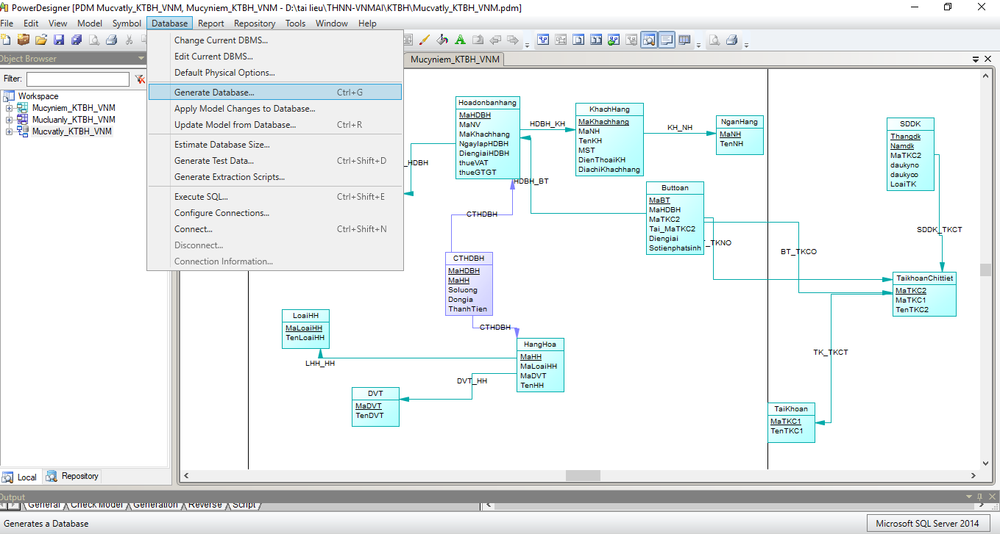 PowerDesigner [PDM Mucvatly_KTBH_VNM, Mucyniem_KTBH_VNM - D:\tai lieu\THNN-VNMAI\KTBH\Mucvatly_KTBH_VNM.pdm]
File Edit View Model Symbol Database Report Repository Tools Window Help
Object Browser
Filter:
Workspace
Mucyniem_KTBH_VNM
Mucluanly_KTBH_VNM
Mucvatly_KTBH_VNM
Local Repository
Change Current DBMS...
Edit Current DBMS...
Default Physical Options...
Generate Database... Ctrl+G
Apply Model Changes to Database...
Update Model from Database... Ctrl+R
Estimate Database Size...
Generate Test Data... Ctrl+Shift+D
Generate Extraction Scripts...
Execute SQL... Ctrl+Shift+E
Configure Connections...
Connect... Ctrl+Shift+N
Disconnect...
Connection Information...
Mucyniem_KTBH_VNM
Hoadonbanhang
MaHDBH
MaNV
MaKhachhang
NgaylapHDBH
DiengiaiHDBH
thueVAT
thueGTGT
_HDBH
HDBH_KH
KhachHang
MaKhachhang
MaNH
TenKH
MST
DienThoaiKH
DiachiKhachhang
KH_NH
NganHang
MaNH
TenNH
SDDK
Thangdk
Namdk
MaTKC2
daukyno
daukyco
LoaiTK
HDBH_BT
Buttoan
MaBT
MaHDBH
MaTKC2
Tai_MaTKC2
Diengiai
Sotienphatsinh
CTHDBH
_TKNO
BT_TKCO
SDDK_TKCT
CTHDBH
MaHDBH
MaHH
Soluong
Dongia
ThanhTien
TaikhoanChittiet
MaTKC2
MaTKC1
TenTKC2
LoaiHH
MaLoaiHH
TenLoaiHH
CTHDBH
HangHoa
MaHH
MaLoaiHH
MaDVT
TenHH
LHH_HH
DVT_HH
TK_TKCT
DVT
MaDVT
TenDVT
TaiKhoan
MaTKC1
TenTKC1
Output
General Check Model Generation Reverse Script
Generates a Database
Microsoft SQL Server 2014